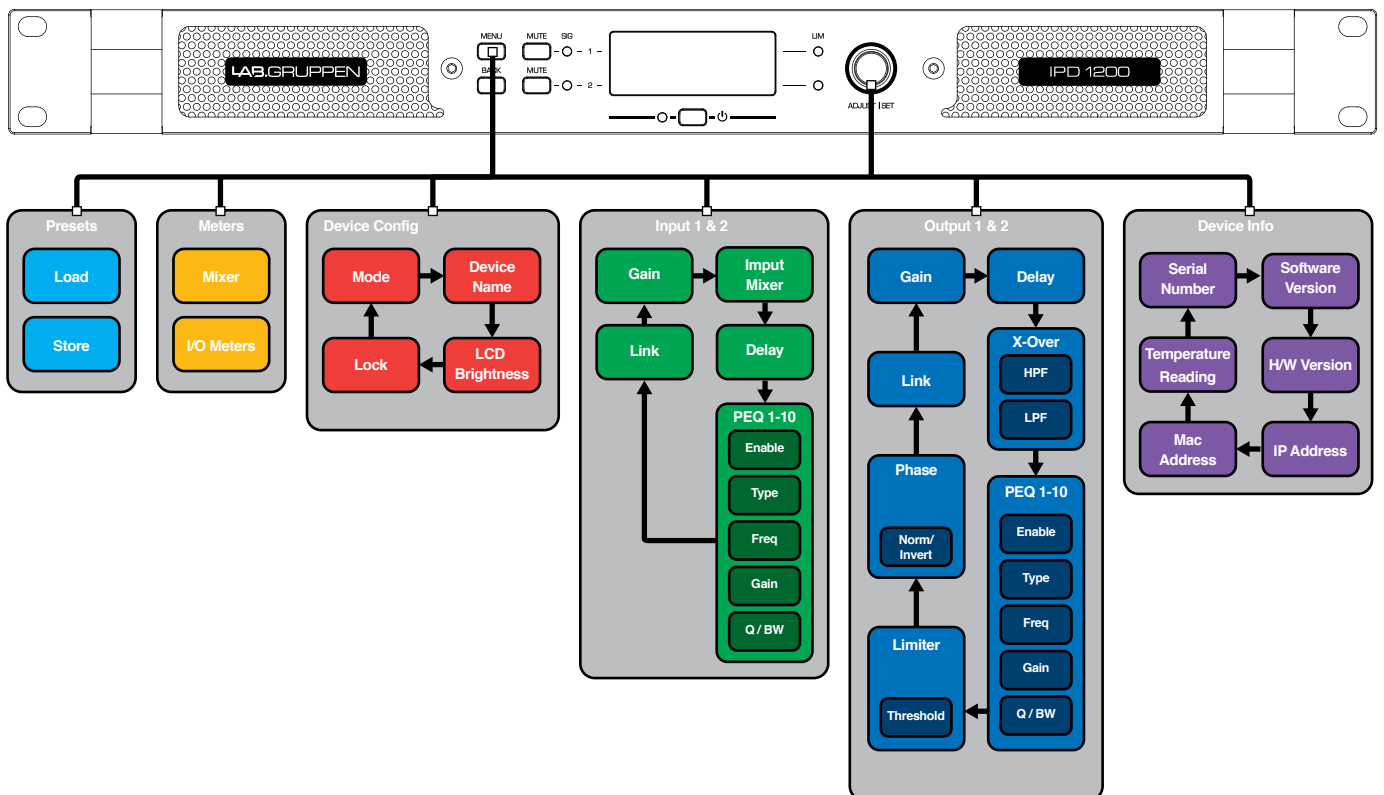 MENU
MUTE
SIG
LIM
1
LAB.GRUPPEN
IPD 1200
BACK
MUTE
2
ADJUST | SET
Presets
Load
Store
Meters
Mixer
I/O Meters
Device Config
Mode
Device
Name
Lock
LCD
Brightness
Input 1 & 2
Gain
Imput
Mixer
Link
Delay
PEQ 1-10
Enable
Type
Freq
Gain
Q / BW
Output 1 & 2
Gain
Delay
X-Over
HPF
LPF
Link
Phase
Norm/
Invert
PEQ 1-10
Enable
Type
Freq
Gain
Q / BW
Limiter
Threshold
Device Info
Serial
Number
Software
Version
Temperature
Reading
H/W Version
Mac
Address
IP Address